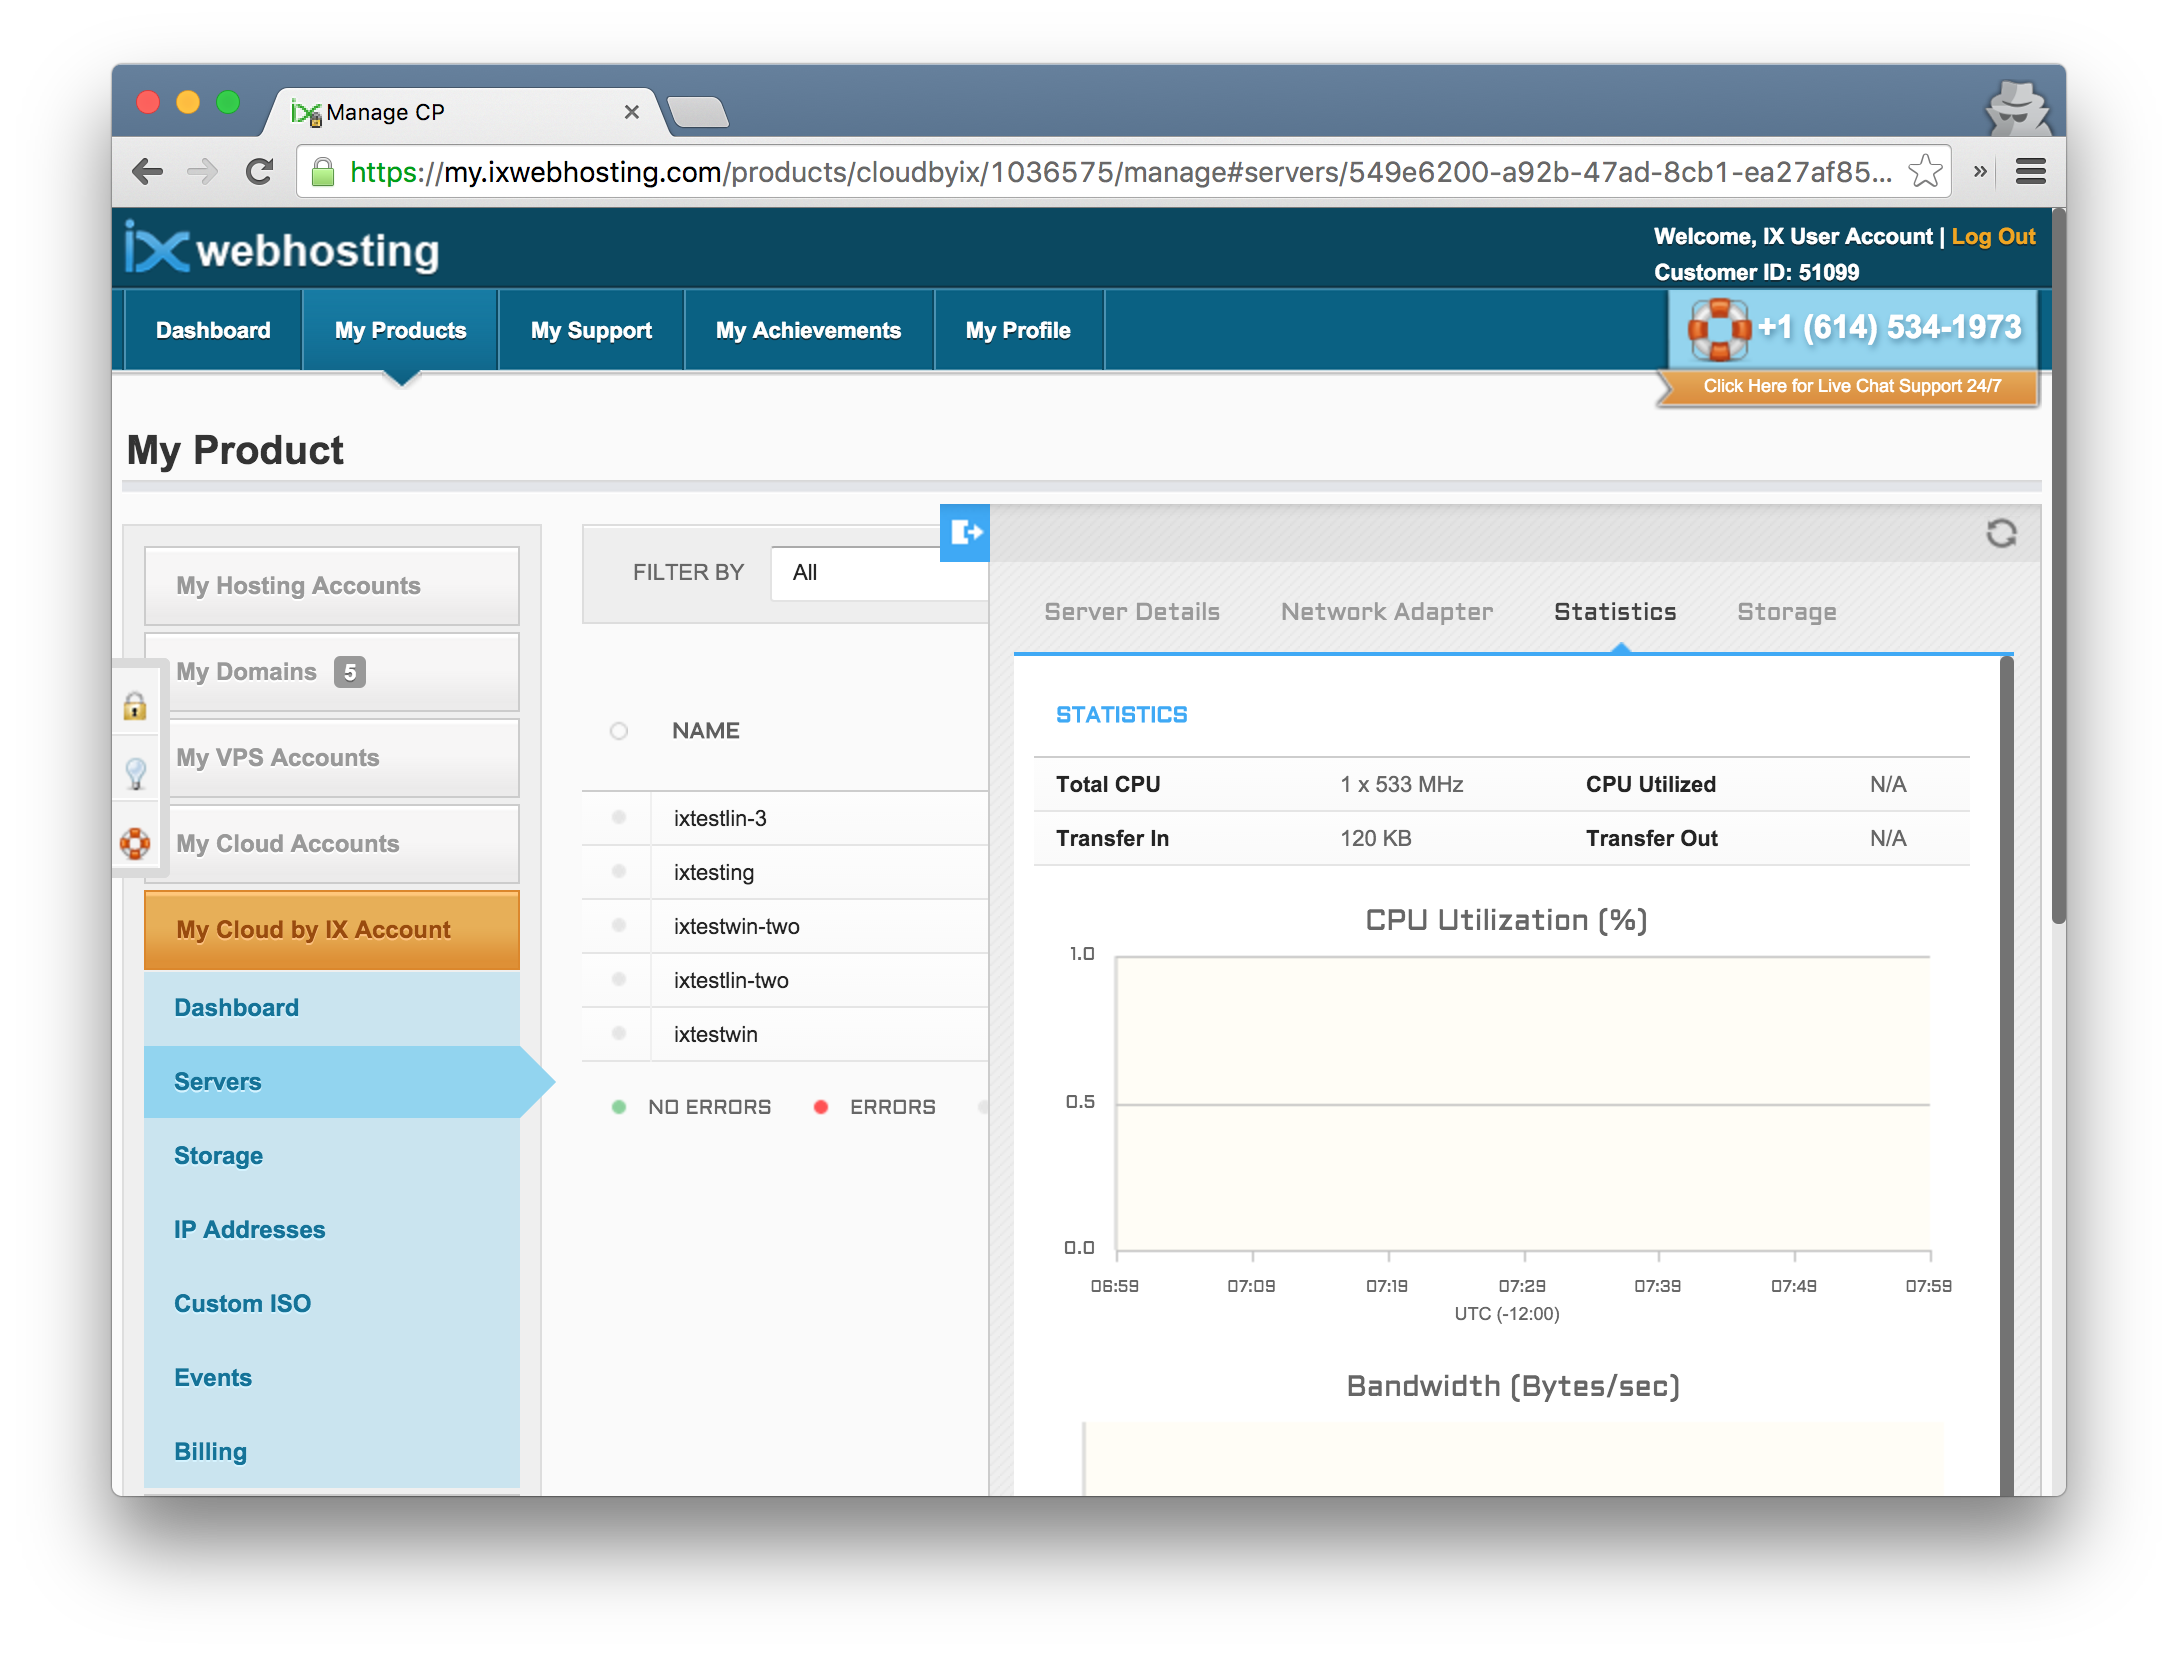 Manage CP
https://my.ixwebhosting.com/products/cloudbyix/1036575/manage#servers/549e6200-a92b-47ad-8cb1-ea27af85...
ix webhosting
Welcome, IX User Account | Log Out
Customer ID: 51099
Dashboard
My Products
My Support
My Achievements
My Profile
+1 (614) 534-1973
Click Here for Live Chat Support 24/7
My Product
My Hosting Accounts
My Domains 5
My VPS Accounts
My Cloud Accounts
My Cloud by IX Account
Dashboard
Servers
Storage
IP Addresses
Custom ISO
Events
Billing
FILTER BY All
NAME
ixtestlin-3
ixtesting
ixtestwin-two
ixtestlin-two
ixtestwin
NO ERRORS ERRORS
Server Details Network Adapter Statistics Storage
STATISTICS
Total CPU 1 x 533 MHz CPU Utilized N/A
Transfer In 120 KB Transfer Out N/A
CPU Utilization (%)
1.0
0.5
0.0
06:59 07:09 07:19 07:29 07:39 07:49 07:59
UTC (-12:00)
Bandwidth (Bytes/sec)